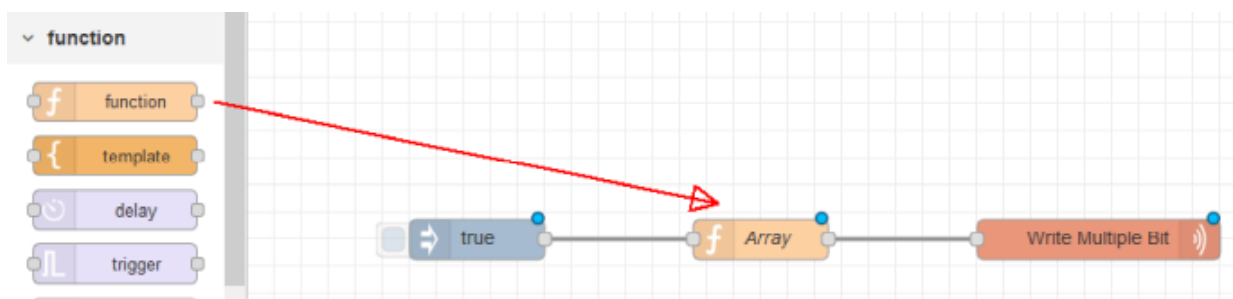 function
function
template
delay
trigger
true
Array
Write Multiple Bit